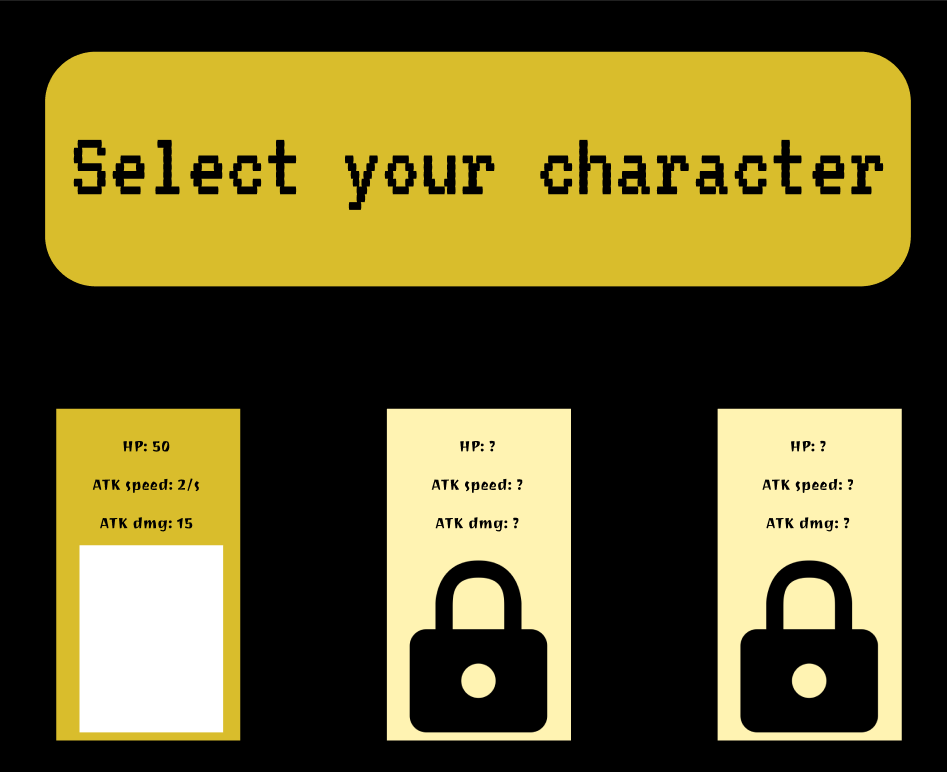 Select your character
HP: 50
ATK speed: 2/s
ATK dmg: 15
HP: ?
ATK speed: ?
ATK dmg: ?
HP: ?
ATK speed: ?
ATK dmg: ?